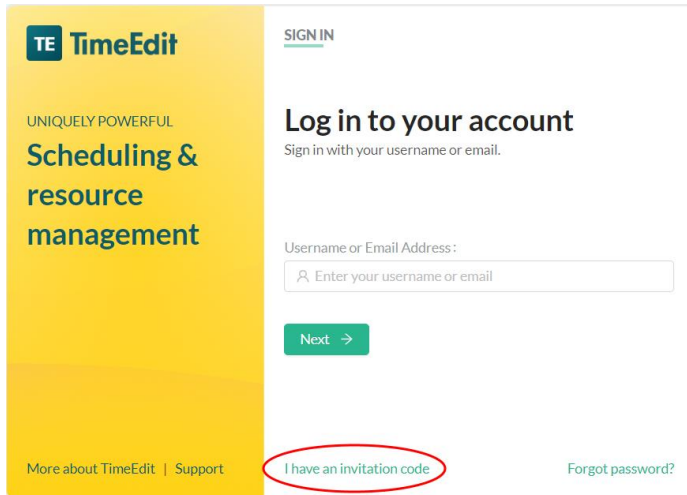 TE TimeEdit
UNIQUELY POWERFUL
Scheduling &
resource
management
More about TimeEdit | Support
SIGN IN
Log in to your account
Sign in with your username or email.
Username or Email Address :
Enter your username or email
Next →
I have an invitation code
Forgot password?